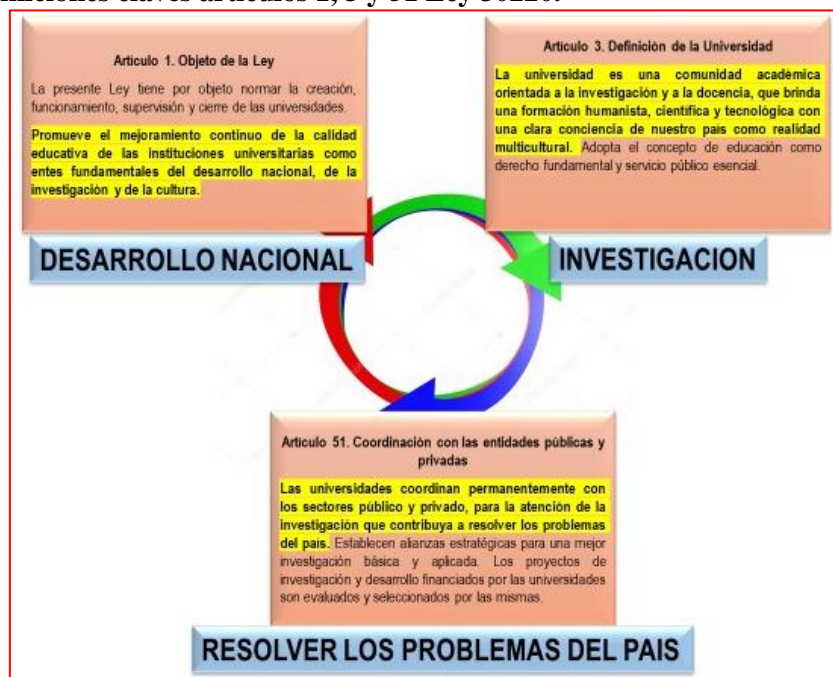 niciones claves artículos 1, 3 y 51 Ley 30220.
Artículo 1. Objeto de la Ley
La presente Ley tiene por objeto normar la creación,
funcionamiento, supervisión y cierre de las universidades.
Promueve el mejoramiento continuo de la calidad
educativa de las instituciones universitarias como
entes fundamentales del desarrollo nacional, de la
investigación y de la cultura.
DESARROLLO NACIONAL
Artículo 3. Definición de la Universidad
La universidad es una comunidad académica
orientada a la investigación y a la docencia, que brinda
una formación humanista, científica y tecnológica con
una clara conciencia de nuestro país como realidad
multicultural. Adopta el concepto de educación como
derecho fundamental y servicio público esencial.
INVESTIGACION
Artículo 51. Coordinación con las entidades públicas y
privadas
Las universidades coordinan permanentemente con
los sectores público y privado, para la atención de la
investigación que contribuya a resolver los problemas
del país. Establecen alianzas estratégicas para una mejor
investigación básica y aplicada. Los proyectos de
investigación y desarrollo financiados por las universidades
son evaluados y seleccionados por las mismas.
RESOLVER LOS PROBLEMAS DEL PAIS